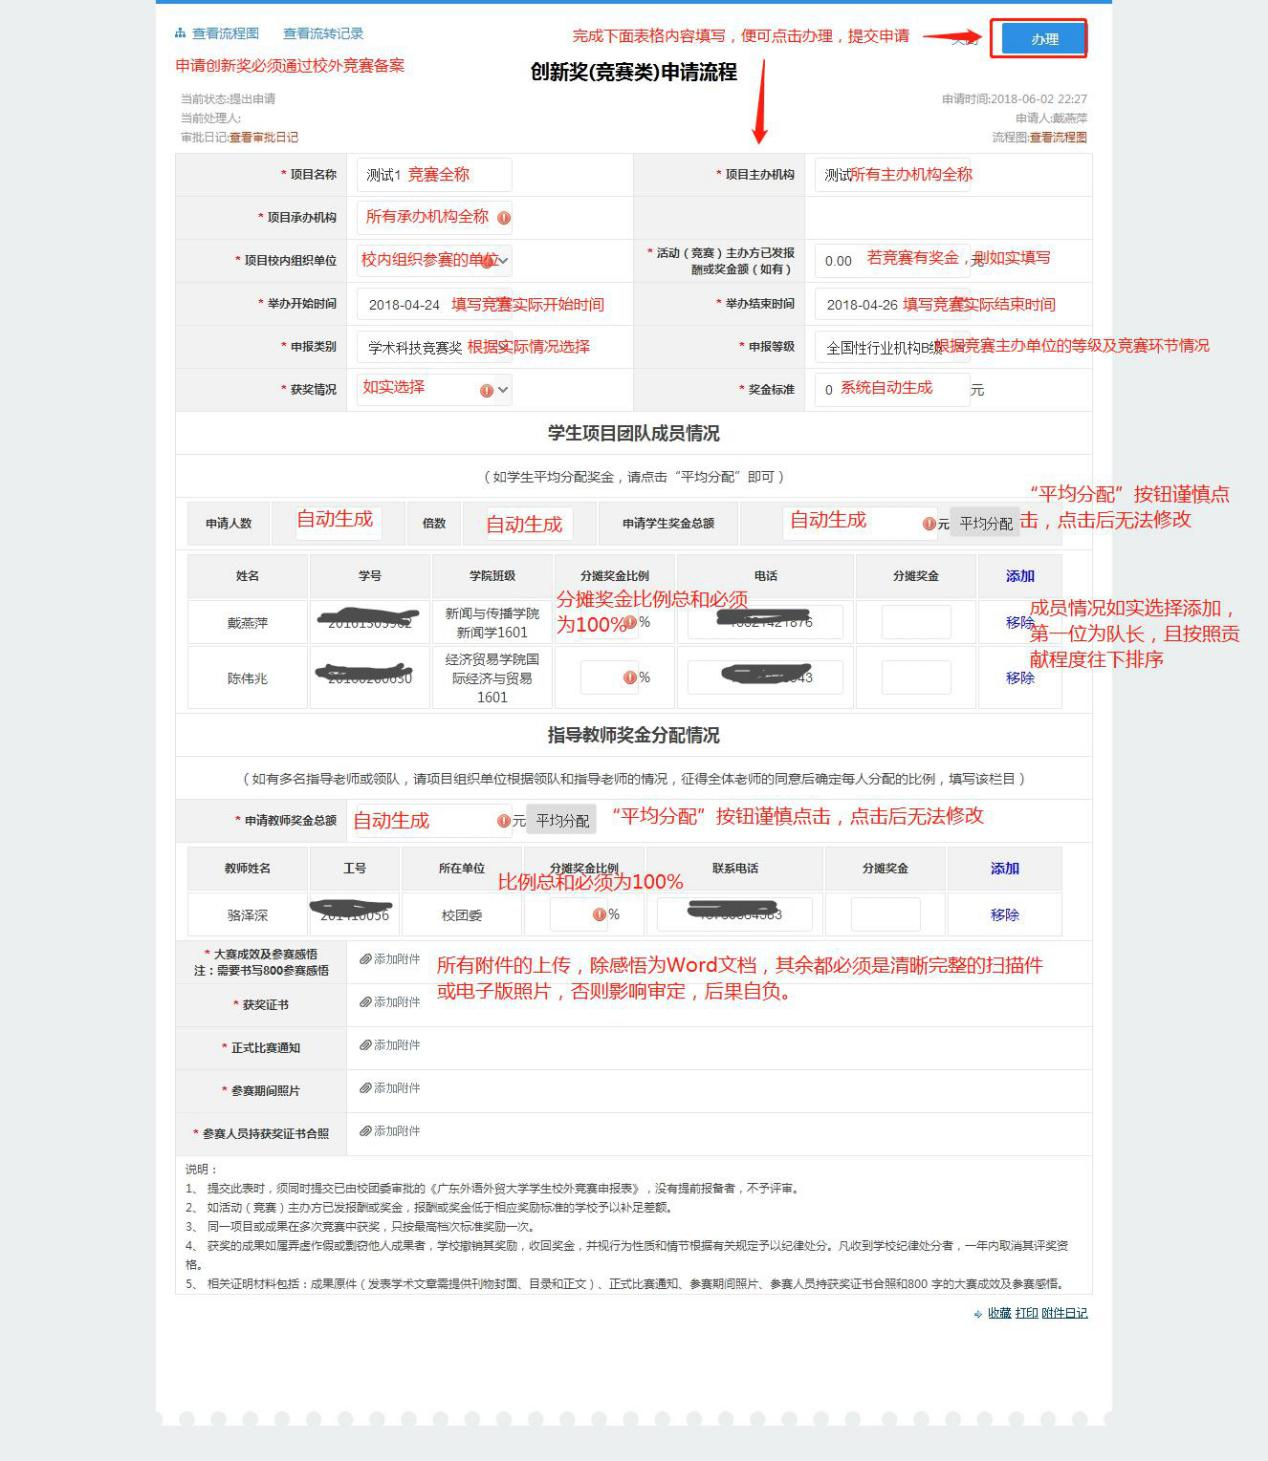 查看流程图 查看流转记录
完成下面表格内容填写，便可点击办理，提交申请
办理
申请创新奖必须通过校外竞赛备案
创新奖(竞赛类)申请流程
当前状态:提出申请 申请时间:2018-06-02 22:27
当前处理人: 申请人:戴燕萍
审批日记:查看审批日记 流程图:查看流程图
* 项目名称 测试1 竞赛全称 * 项目主办机构 测试所有主办机构全称
* 项目承办机构 所有承办机构全称
* 项目校内组织单位 校内组织参赛的单位 * 活动（竞赛）主办方已发报酬或奖金额（如有） 0.00 若竞赛有奖金，则如实填写 元
* 举办开始时间 2018-04-24 填写竞赛实际开始时间 * 举办结束时间 2018-04-26 填写竞赛实际结束时间
* 申报类别 学术科技竞赛奖 根据实际情况选择 * 申报等级 全国性行业机构B级 根据竞赛主办单位的等级及竞赛环节情况
* 获奖情况 如实选择 * 奖金标准 0 系统自动生成 元
学生项目团队成员情况
（如学生平均分配奖金，请点击“平均分配”即可）
“平均分配”按钮谨慎点
击，点击后无法修改
申请人数 自动生成 倍数 自动生成 申请学生奖金总额 自动生成 元 平均分配
姓名 学号 学院班级 分摊奖金比例 电话 分摊奖金 添加
分摊奖金比例总和必须
为100%
戴燕萍 新闻与传播学院
新闻学1601 % 移除
成员情况如实选择添加，
第一位为队长，且按照贡
献程度往下排序
陈伟兆 经济贸易学院国
际经济与贸易
1601 % 移除
指导教师奖金分配情况
（如有多名指导老师或领队，请项目组织单位根据领队和指导老师的情况，征得全体老师的同意后确定每人分配的比例，填写该栏目）
* 申请教师奖金总额 自动生成 元 平均分配 “平均分配”按钮谨慎点击，点击后无法修改
教师姓名 工号 所在单位 分摊奖金比例 联系电话 分摊奖金 添加
比例总和必须为100%
骆泽深 校团委 % 移除
* 大赛成效及参赛感悟
注：需要书写800参赛感悟 添加附件
所有附件的上传，除感悟为Word文档，其余都必须是清晰完整的扫描件
或电子版照片，否则影响审定，后果自负。
* 获奖证书 添加附件
* 正式比赛通知 添加附件
* 参赛期间照片 添加附件
* 参赛人员持获奖证书合照 添加附件
说明：
1、 提交此表时，须同时提交已由校团委审批的《广东外语外贸大学学生校外竞赛申报表》，没有提前报备者，不予评审。
2、 如活动（竞赛）主办方已发报酬或奖金，报酬或奖金低于相应奖励标准的学校予以补足差额。
3、 同一项目或成果在多次竞赛中获奖，只按最高档次标准奖励一次。
4、 获奖的成果如属弄虚作假或剽窃他人成果者，学校撤销其奖励，收回奖金，并视行为性质和情节根据有关规定予以纪律处分。凡收到学校纪律处分者，一年内取消其评奖资
格。
5、 相关证明材料包括：成果原件（发表学术文章需提供刊物封面、目录和正文）、正式比赛通知、参赛期间照片、参赛人员持获奖证书合照和800 字的大赛成效及参赛感悟。
收藏 打印 附件日记